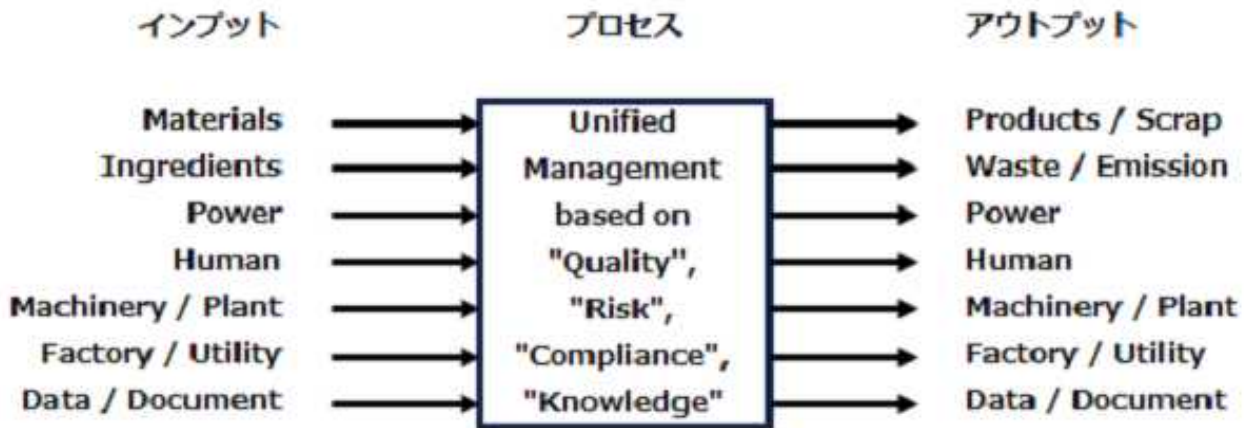 インプット プロセス アウトプット
Materials Unified Products / Scrap
Ingredients Management Waste / Emission
Power based on Power
Human "Quality", Human
Machinery / Plant "Risk", Machinery / Plant
Factory / Utility "Compliance", Factory / Utility
Data / Document "Knowledge" Data / Document